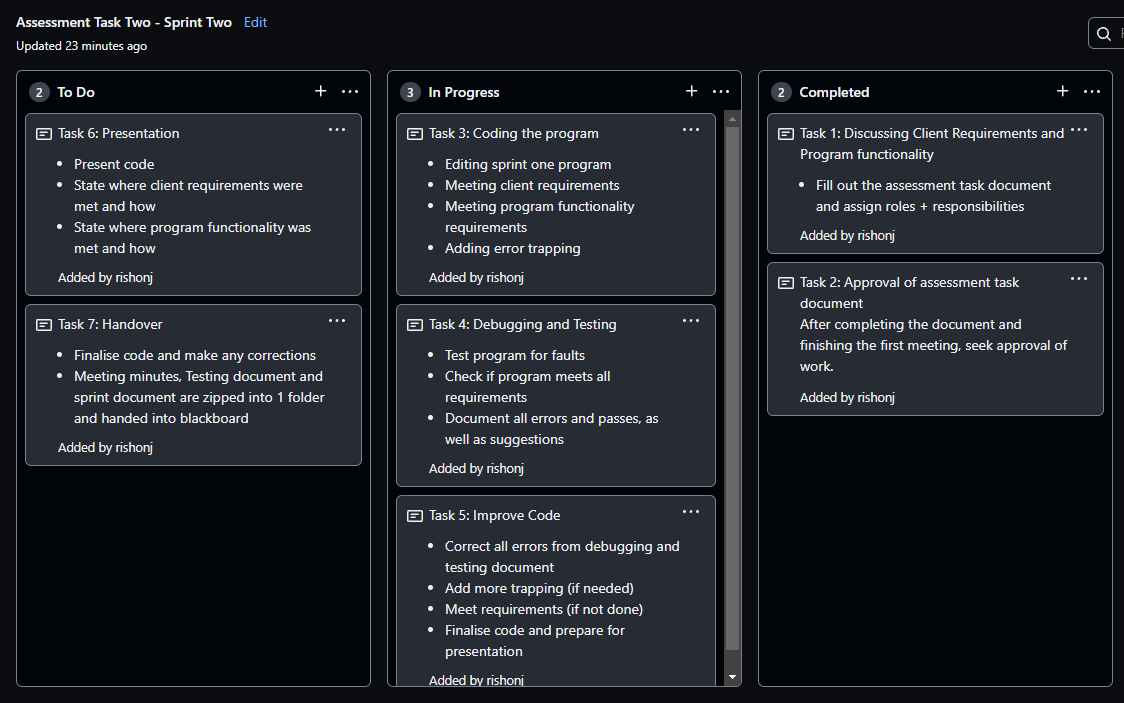 Assessment Task Two - Sprint Two Edit
Updated 23 minutes ago
2 To Do
Task 6: Presentation
Present code
State where client requirements were
met and how
State where program functionality was
met and how
Added by rishonj
Task 7: Handover
Finalise code and make any corrections
Meeting minutes, Testing document and
sprint document are zipped into 1 folder
and handed into blackboard
Added by rishonj
3 In Progress
Task 3: Coding the program
Editing sprint one program
Meeting client requirements
Meeting program functionality
requirements
Adding error trapping
Added by rishonj
Task 4: Debugging and Testing
Test program for faults
Check if program meets all
requirements
Document all errors and passes, as
well as suggestions
Added by rishonj
Task 5: Improve Code
Correct all errors from debugging and
testing document
Add more trapping (if needed)
Meet requirements (if not done)
Finalise code and prepare for
presentation
Added by rishonj
2 Completed
Task 1: Discussing Client Requirements and
Program functionality
Fill out the assessment task document
and assign roles + responsibilities
Added by rishonj
Task 2: Approval of assessment task
document
After completing the document and
finishing the first meeting, seek approval of
work.
Added by rishonj